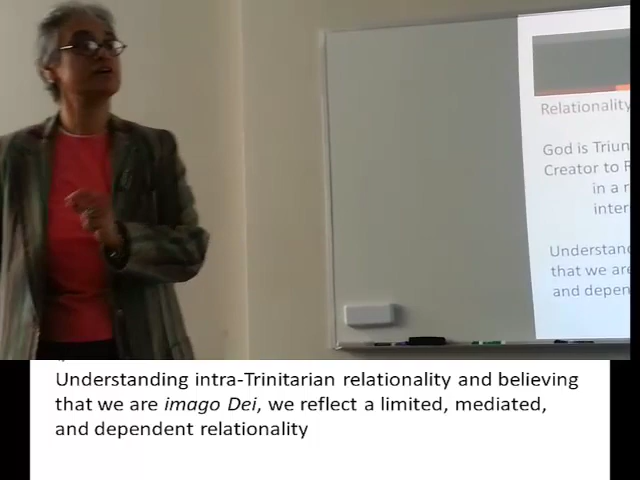 Relationality
God is Triun
Creator to
in a r
inter
Understand
that we are
and depen
Understanding intra-Trinitarian relationality and believing
that we are imago Dei, we reflect a limited, mediated,
and dependent relationality